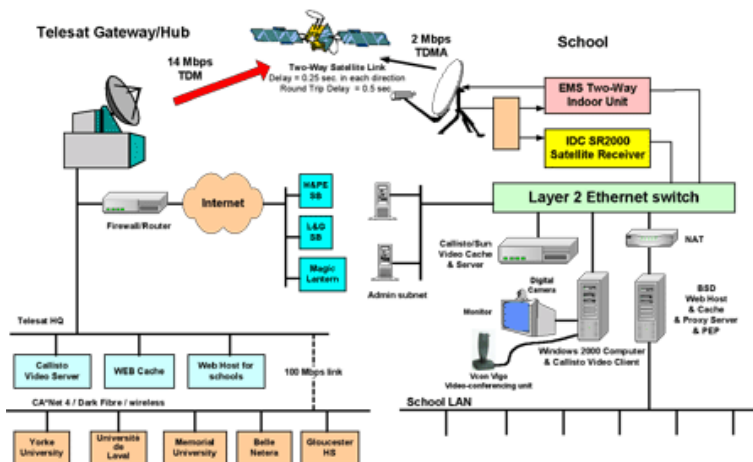 Telesat Gateway/Hub
14 Mbps
TDM
2 Mbps
TDMA
School
Two-Way Satellite Link
Delay = 0.25 sec. in each direction
Round Trip Delay = 0.5 sec
EMS Two-Way
Indoor Unit
IDC SR2000
Satellite Receiver
Layer 2 Ethernet switch
Internet
Firewall/Router
H&PE
SB
L&G
SB
Magic
Lantern
Admin subnet
Callisto/Sun
Video Cache
& Server
NAT
Digital
Camera
Monitor
BSD
Web Host
& Cache
& Proxy Server
& PEP
Vcon Vigo
Video-conferencing unit
Windows 2000 Computer
& Callisto Video Client
School LAN
Telesat HQ
Callisto
Video Server
WEB Cache
Web Host for
schools
100 Mbps link
CA*Net 4 / Dark Fibre / wireless
Yorke
University
Université
de
Laval
Memorial
University
Belle
Netera
Gloucester
HS